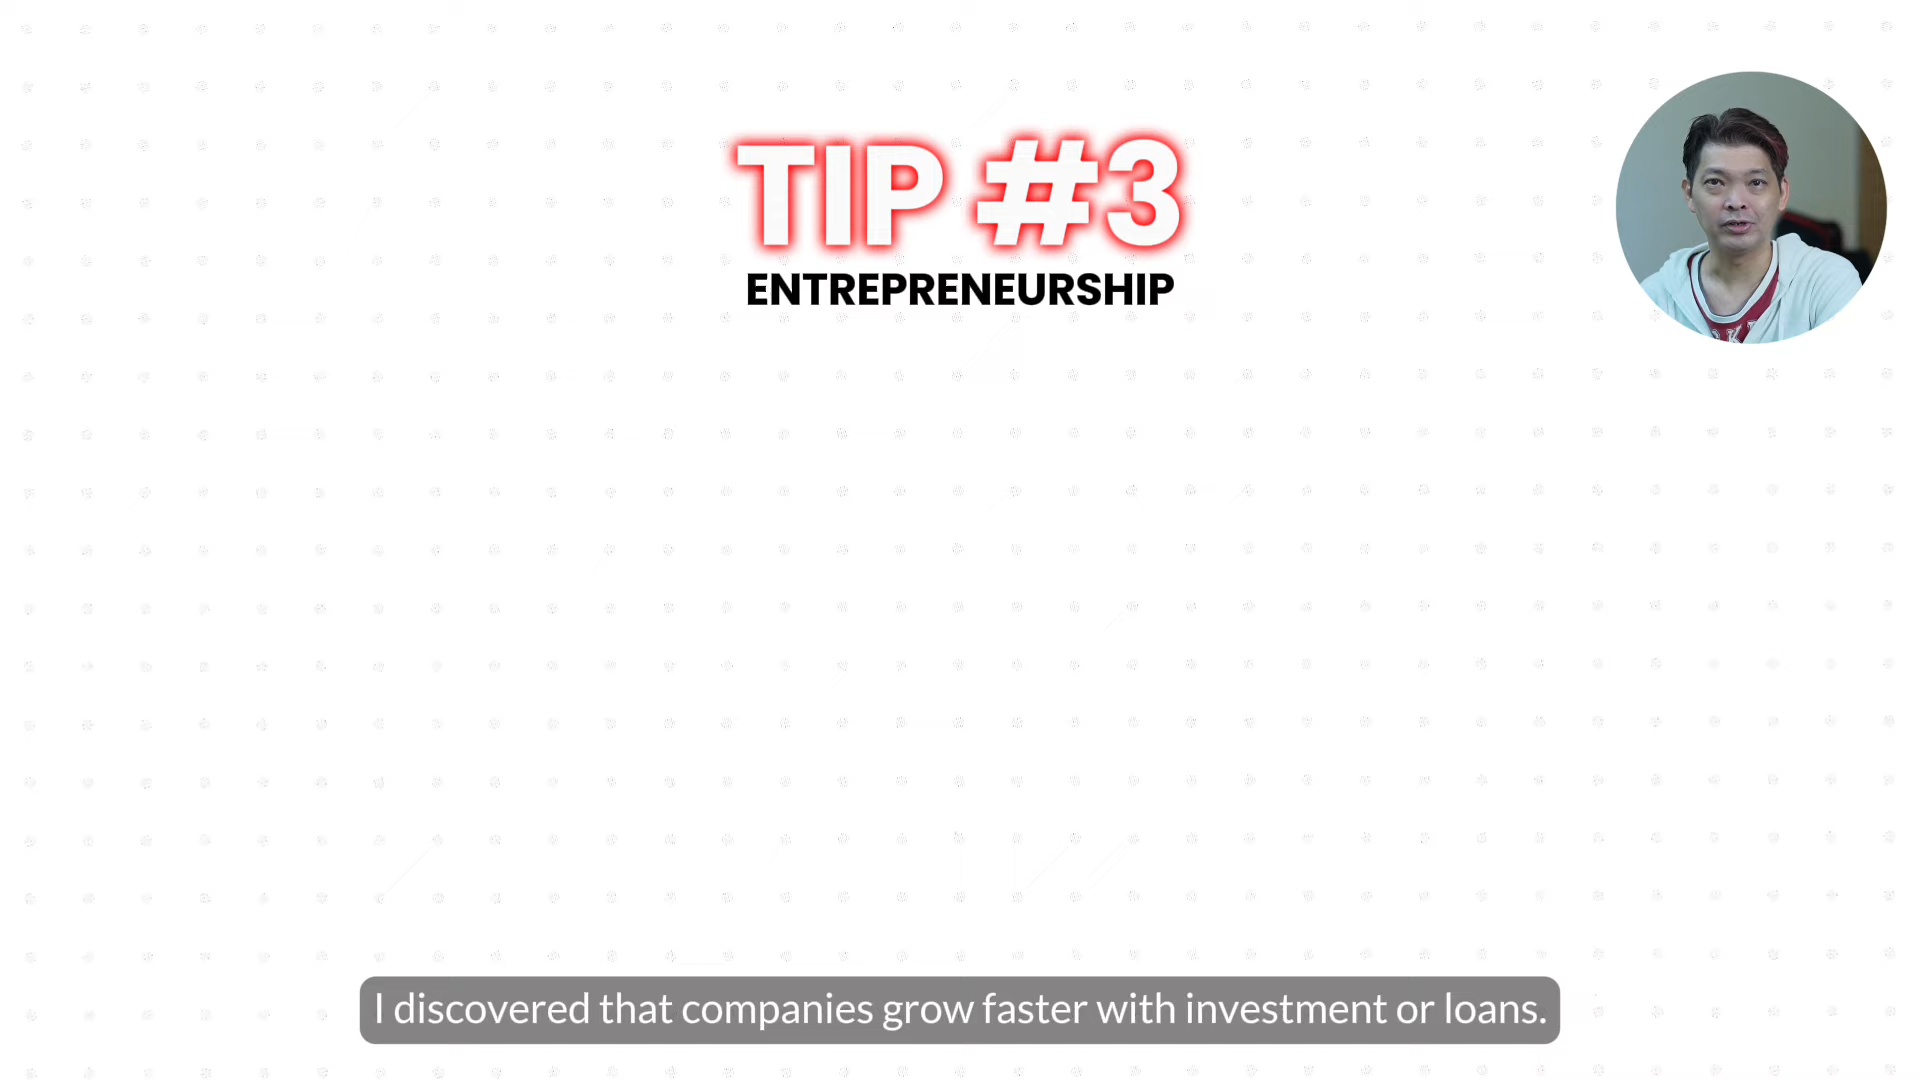 TIP #3
ENTREPRENEURSHIP
I discovered that companies grow faster with investment or loans.